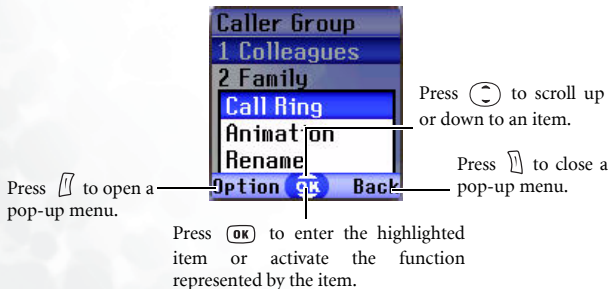 Caller Group
1 Colleagues
2 Family
Call Ring
Animation
Rename
Option OK Back
Press to scroll up
or down to an item.
Press to close a
pop-up menu.
Press to open a
pop-up menu.
Press OK to enter the highlighted
item or activate the function
represented by the item.